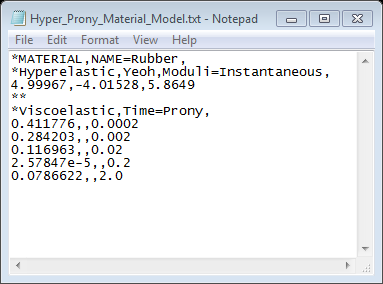 Hyper_Prony_Material_Model.txt - Notepad
File Edit Format View Help
*MATERIAL,NAME=Rubber,
*Hyperelastic,Yeoh,Moduli=Instantaneous,
4.99967,-4.01528,5.8649
**
*Viscoelastic,Time=Prony,
0.411776,,0.0002
0.284203,,0.002
0.116963,,0.02
2.57847e-5,,0.2
0.0786622,,2.0